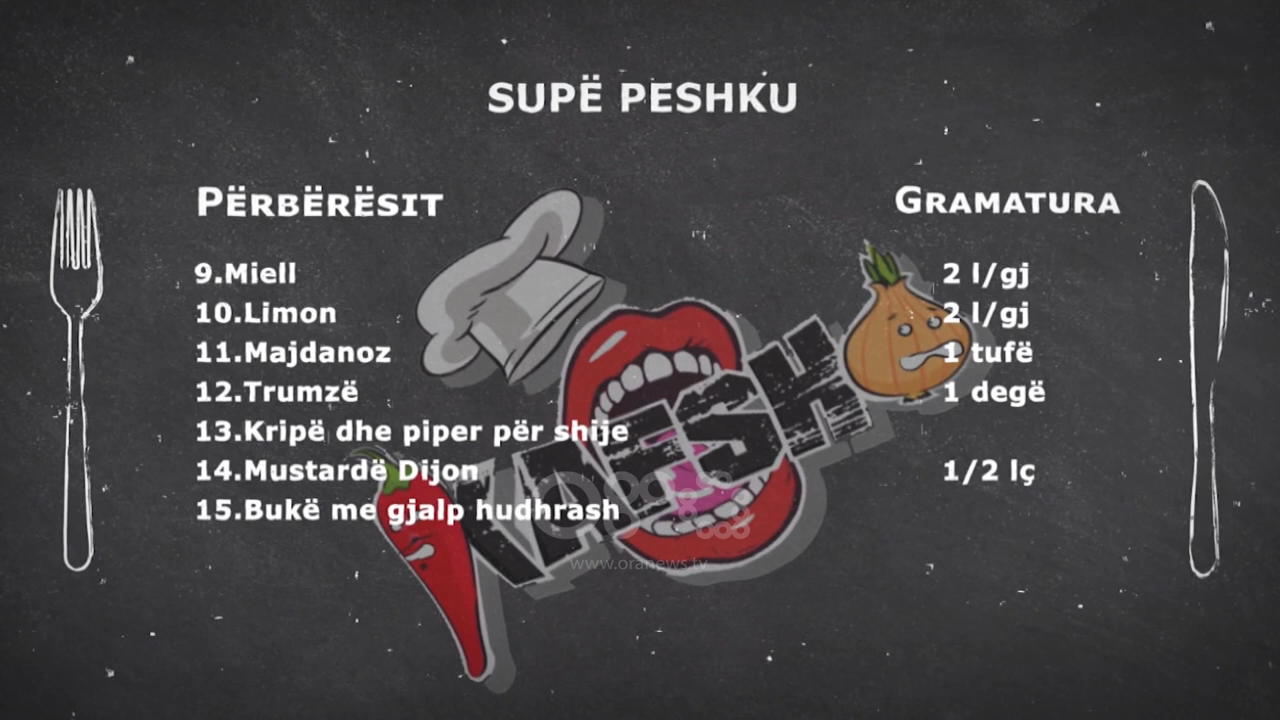 SUPË PESHKU
PËRBËRËSIT GRAMATURA
9.Miell 2 l/gj
10.Limon 2 l/gj
11.Majdanoz 1 tufë
12.Trumzë 1 degë
13.Kripë dhe piper për shije
14.Mustardë Dijon 1/2 lç
15.Bukë me gjalp hudhrash
KAFSHO
www.oranews.tv